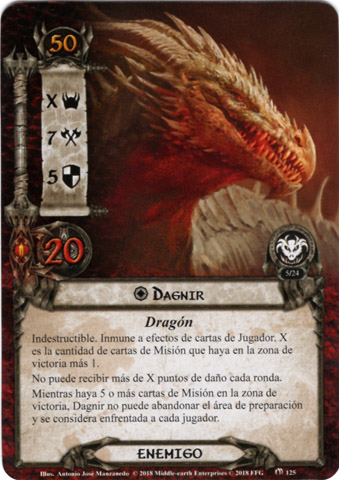 50
X
7
5
20
5/24
Dagnir
Dragón
Indestructible. Inmune a efectos de cartas de Jugador. X
es la cantidad de cartas de Misión que haya en la zona de
victoria más 1.
No puede recibir más de X puntos de daño cada ronda.
Mientras haya 5 o más cartas de Misión en la zona de
victoria, Dagnir no puede abandonar el área de preparación
y se considera enfrentado a cada jugador.
ENEMIGO
Illus. Antonio José Manzanedo © 2018 Middle-earth Enterprises © 2018 FFG 125